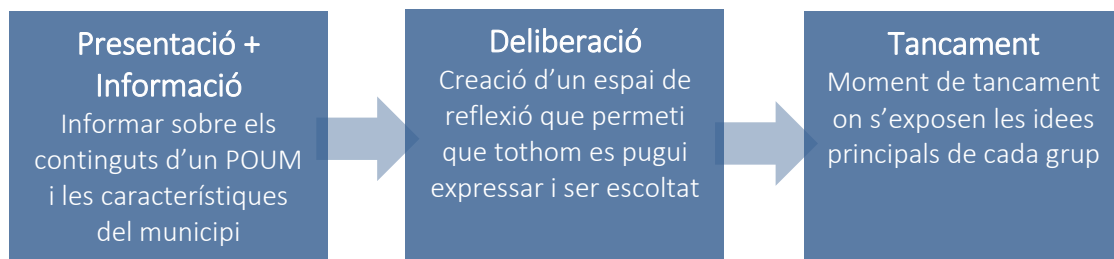 Presentació +
Informació
Informar sobre els
continguts d'un POUM
i les característiques
del municipi
Deliberació
Creació d'un espai de
reflexió que permeti
que tothom es pugui
expressar i ser escoltat
Tancament
Moment de tancament
on s'exposen les idees
principals de cada grup